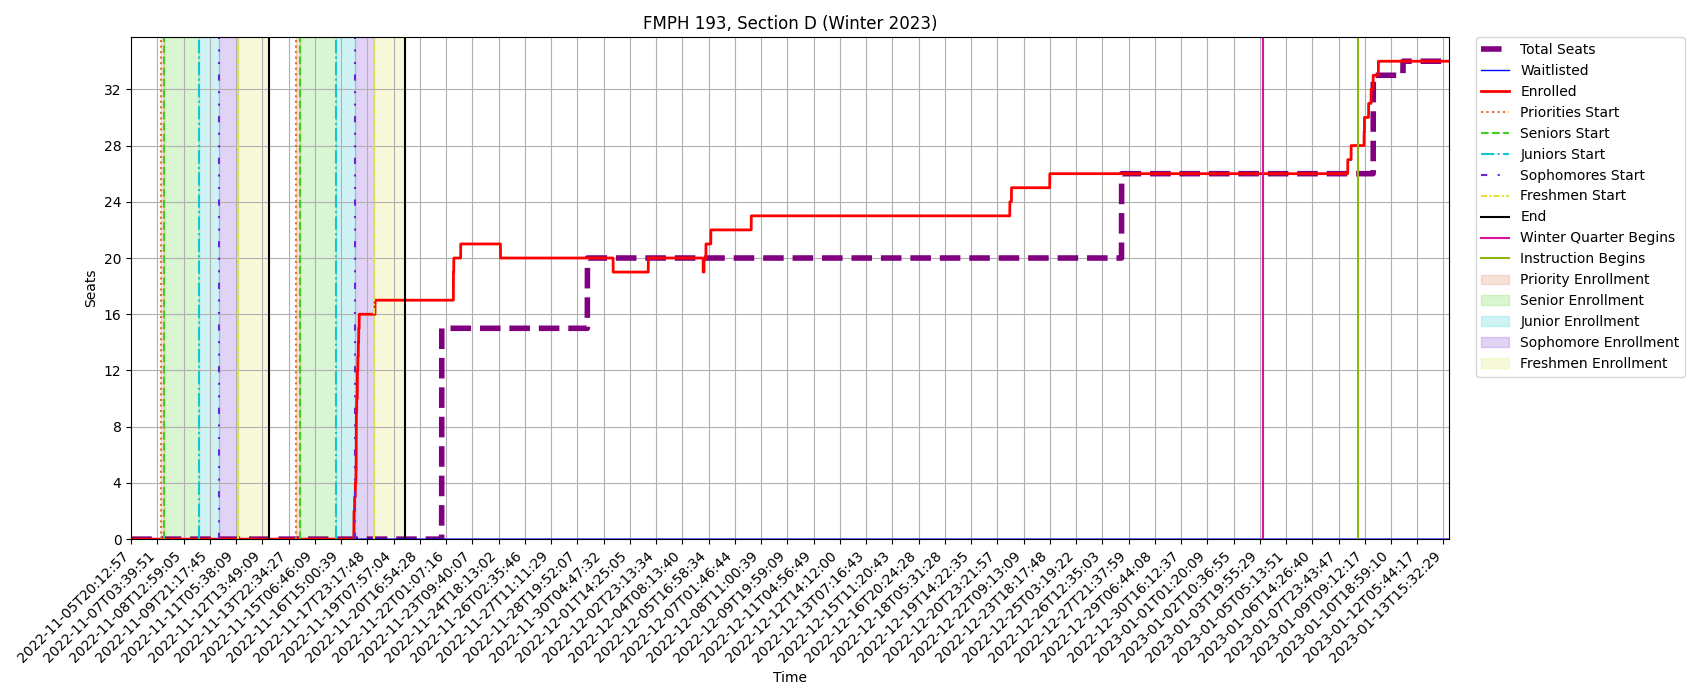 FMPH 193, Section D (Winter 2023)
Seats
32
28
24
20
16
12
8
4
0
2022-11-05T20:12:57
2022-11-07T03:39:51
2022-11-08T12:59:05
2022-11-09T21:17:45
2022-11-11T05:38:09
2022-11-12T13:49:09
2022-11-13T22:34:27
2022-11-15T06:46:09
2022-11-16T15:00:39
2022-11-17T23:17:48
2022-11-19T07:57:04
2022-11-20T16:54:28
2022-11-22T01:07:16
2022-11-23T09:40:07
2022-11-24T18:13:02
2022-11-26T02:35:46
2022-11-27T11:11:29
2022-11-28T19:52:07
2022-11-30T04:47:32
2022-12-01T14:25:05
2022-12-02T23:13:34
2022-12-04T08:13:40
2022-12-05T16:58:34
2022-12-07T01:46:44
2022-12-08T11:00:39
2022-12-09T19:59:09
2022-12-11T04:56:49
2022-12-12T14:12:00
2022-12-13T07:16:43
2022-12-15T11:20:43
2022-12-16T20:24:28
2022-12-18T05:31:28
2022-12-19T14:22:35
2022-12-20T23:21:57
2022-12-22T09:13:09
2022-12-23T18:17:48
2022-12-25T03:19:22
2022-12-26T12:35:03
2022-12-27T21:37:59
2022-12-29T06:44:08
2022-12-30T16:12:37
2023-01-01T01:20:09
2023-01-02T10:36:55
2023-01-03T19:55:29
2023-01-05T05:13:51
2023-01-06T14:26:40
2023-01-07T23:43:47
2023-01-09T09:12:17
2023-01-10T18:59:10
2023-01-12T05:44:17
2023-01-13T15:32:29
Time
Total Seats
Waitlisted
Enrolled
Priorities Start
Seniors Start
Juniors Start
Sophomores Start
Freshmen Start
End
Winter Quarter Begins
Instruction Begins
Priority Enrollment
Senior Enrollment
Junior Enrollment
Sophomore Enrollment
Freshmen Enrollment